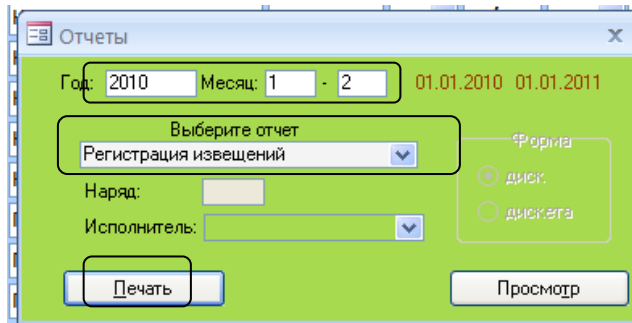 Отчеты
Год: 2010 Месяц: 1 - 2 01.01.2010 01.01.2011
Выберите отчет
Регистрация извещений
Форма
диск
дискета
Наряд:
Исполнитель:
Печать
Просмотр